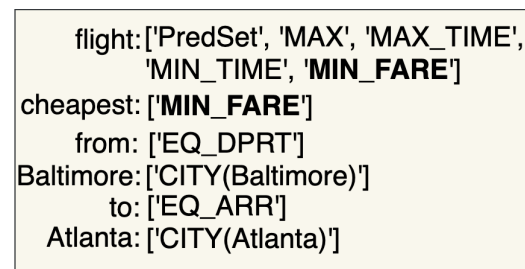 flight: ['PredSet', 'MAX', 'MAX_TIME',
'MIN_TIME', 'MIN_FARE']
cheapest: ['MIN_FARE']
from: ['EQ_DPRT']
Baltimore: ['CITY(Baltimore)']
to: ['EQ_ARR']
Atlanta: ['CITY(Atlanta)']